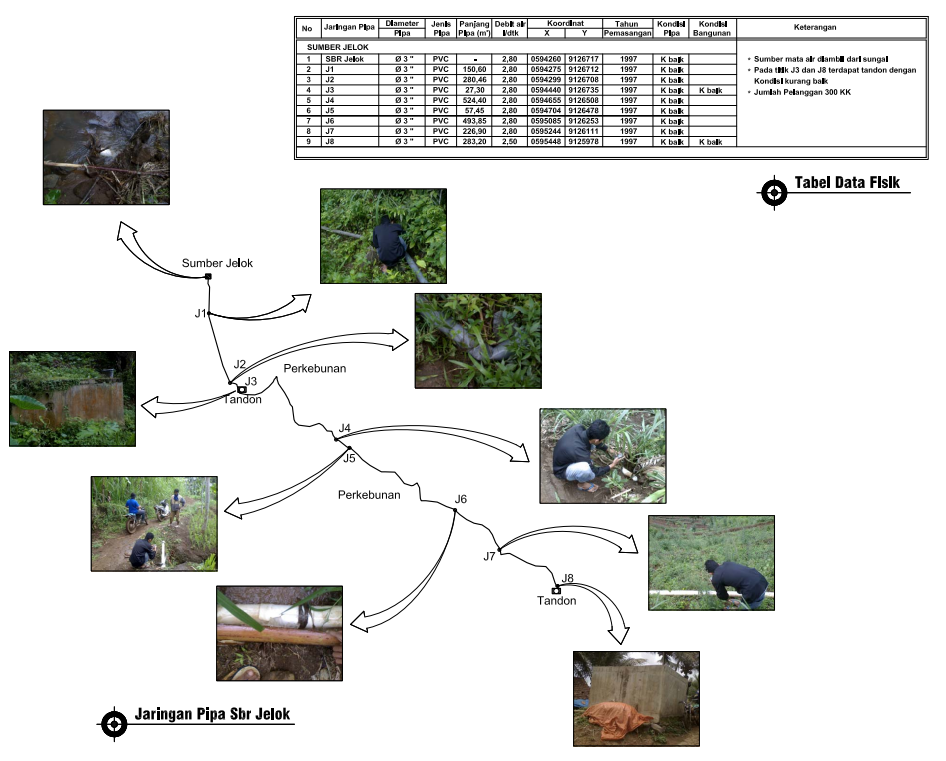 No Jaringan Pipa Diameter Pipa Jenis Pipa Panjang Pipa (m') Debit air l/dtk Koordinat X Y Tahun Pemasangan Kondisi Pipa Kondisi Bangunan Keterangan
SUMBER JELOK
1 SBR Jelok Ø 3 " PVC - 2,80 0594260 9126717 1997 K baik
2 J1 Ø 3 " PVC 150,60 2,80 0594275 9126712 1997 K baik
3 J2 Ø 3 " PVC 280,46 2,80 0594299 9126708 1997 K baik
4 J3 Ø 3 " PVC 27,30 2,80 0594440 9126735 1997 K baik K baik
5 J4 Ø 3 " PVC 524,40 2,80 0594655 9126508 1997 K baik
6 J5 Ø 3 " PVC 57,45 2,80 0594704 9126478 1997 K baik
7 J6 Ø 3 " PVC 493,85 2,80 0595085 9126253 1997 K baik
8 J7 Ø 3 " PVC 226,90 2,80 0595244 9126111 1997 K baik
9 J8 Ø 3 " PVC 283,20 2,50 0595448 9125978 1997 K baik K baik
* Sumber mata air diambil dari sungai
* Pada titik J3 dan J8 terdapat tandon dengan
Kondisi kurang baik
* Jumlah Pelanggan 300 KK
Tabel Data Fisik
Sumber Jelok
J1
J2
J3
Tandon
Perkebunan
J4
J5
Perkebunan
J6
J7
J8
Tandon
Jaringan Pipa Sbr Jelok